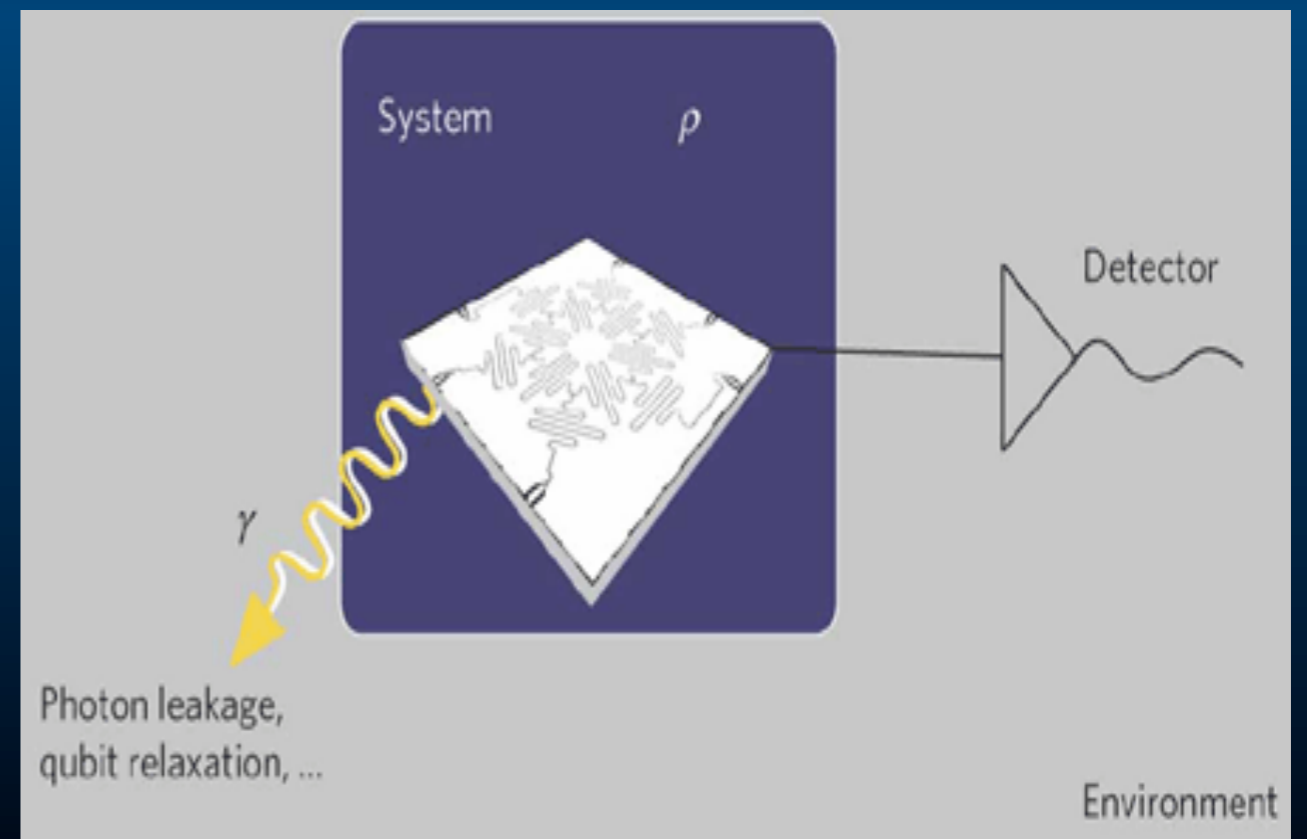 System ρ
Detector
γ
Photon leakage,
qubit relaxation, ...
Environment